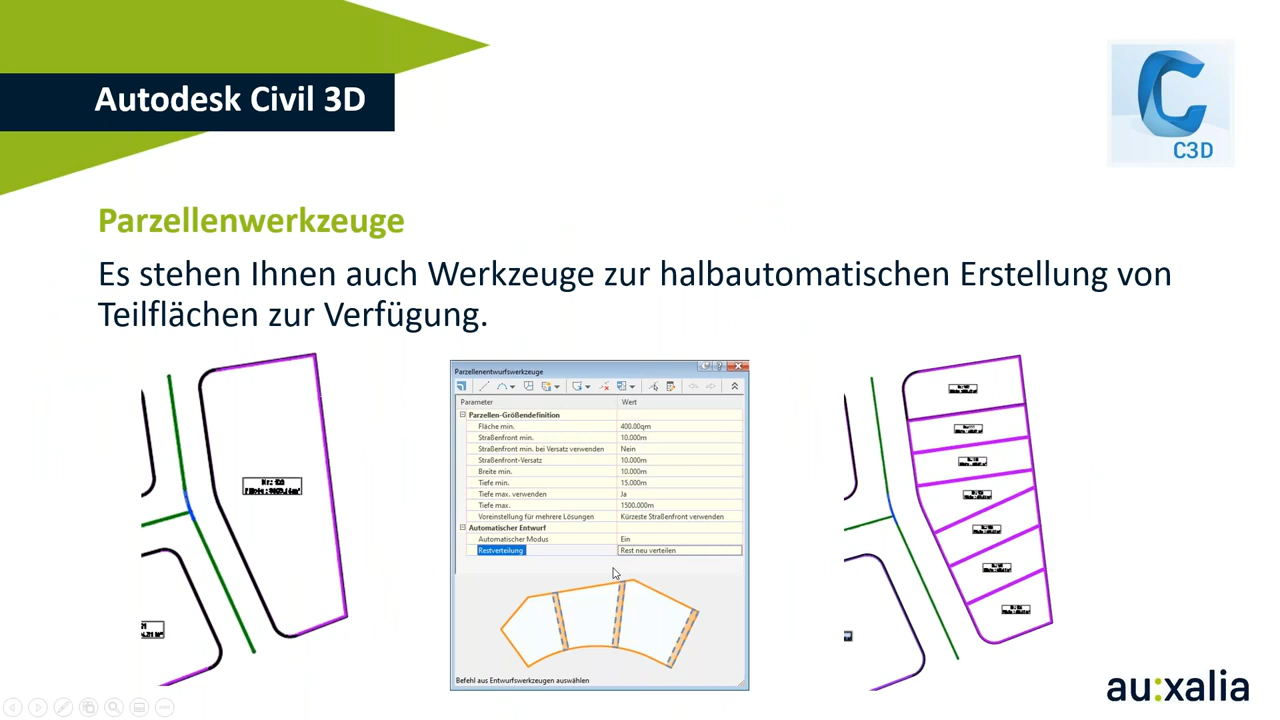 Autodesk Civil 3D
C3D
Parzellenwerkzeuge
Es stehen Ihnen auch Werkzeuge zur halbautomatischen Erstellung von
Teilflächen zur Verfügung.
Parzellenentwurfswerkzeuge
Parameter Wert
Parzellen-Größendefinition
Fläche min. 400.00qm
Straßenfront min. 10.000m
Straßenfront min. bei Versatz verwenden Nein
Straßenfront-Versatz 10.000m
Breite min. 10.000m
Tiefe min. 15.000m
Tiefe max. verwenden Ja
Tiefe max. 1500.000m
Voreinstellung für mehrere Lösungen Kürzeste Straßenfront verwenden
Automatischer Entwurf
Automatischer Modus Ein
Restverteilung Rest neu verteilen
Befehl aus Entwurfswerkzeugen auswählen
au:xalia